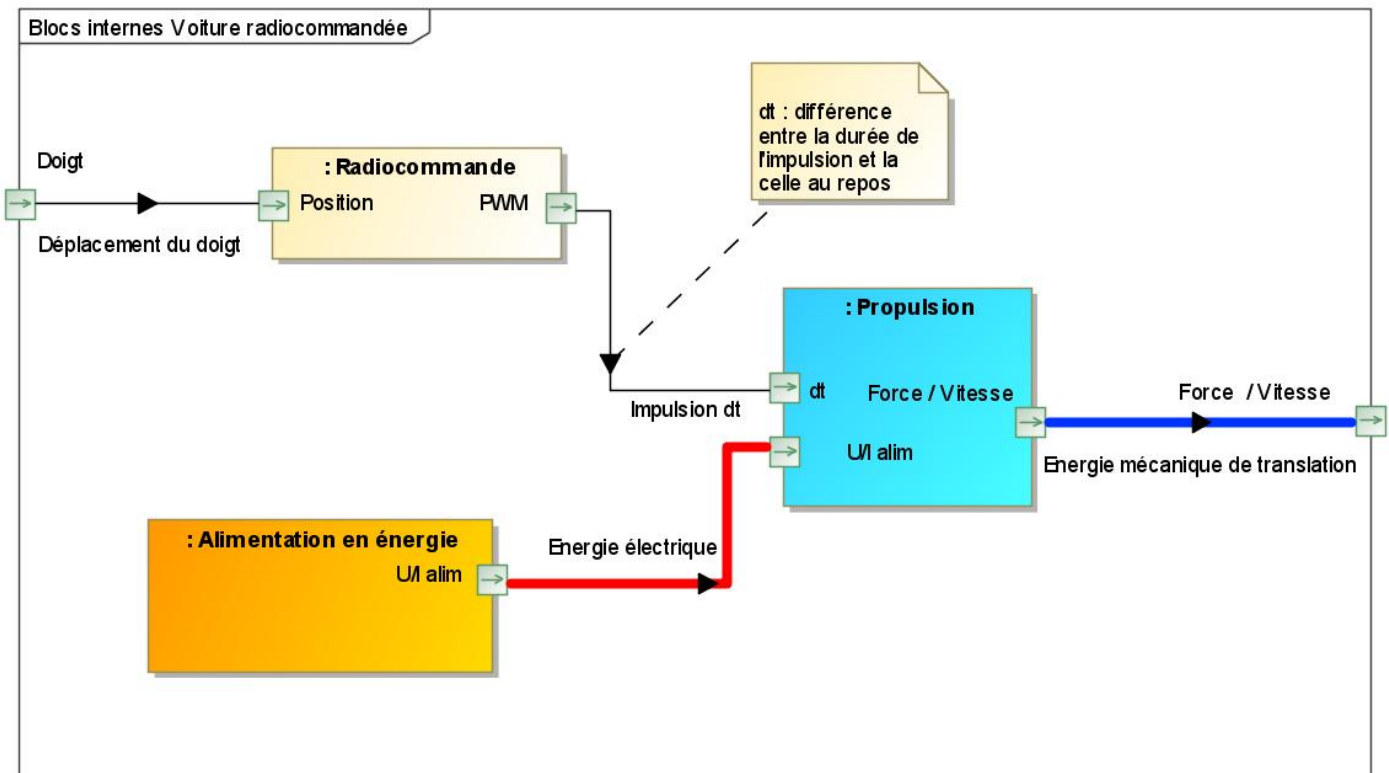 Blocs internes Voiture radiocommandée
dt : différence
entre la durée de
l'impulsion et la
celle au repos
Doigt
: Radiocommande
Position
PWM
Déplacement du doigt
: Propulsion
dt
Force / Vitesse
Force / Vitesse
Impulsion dt
U/I alim
Energie mécanique de translation
: Alimentation en énergie
Energie électrique
U/I alim